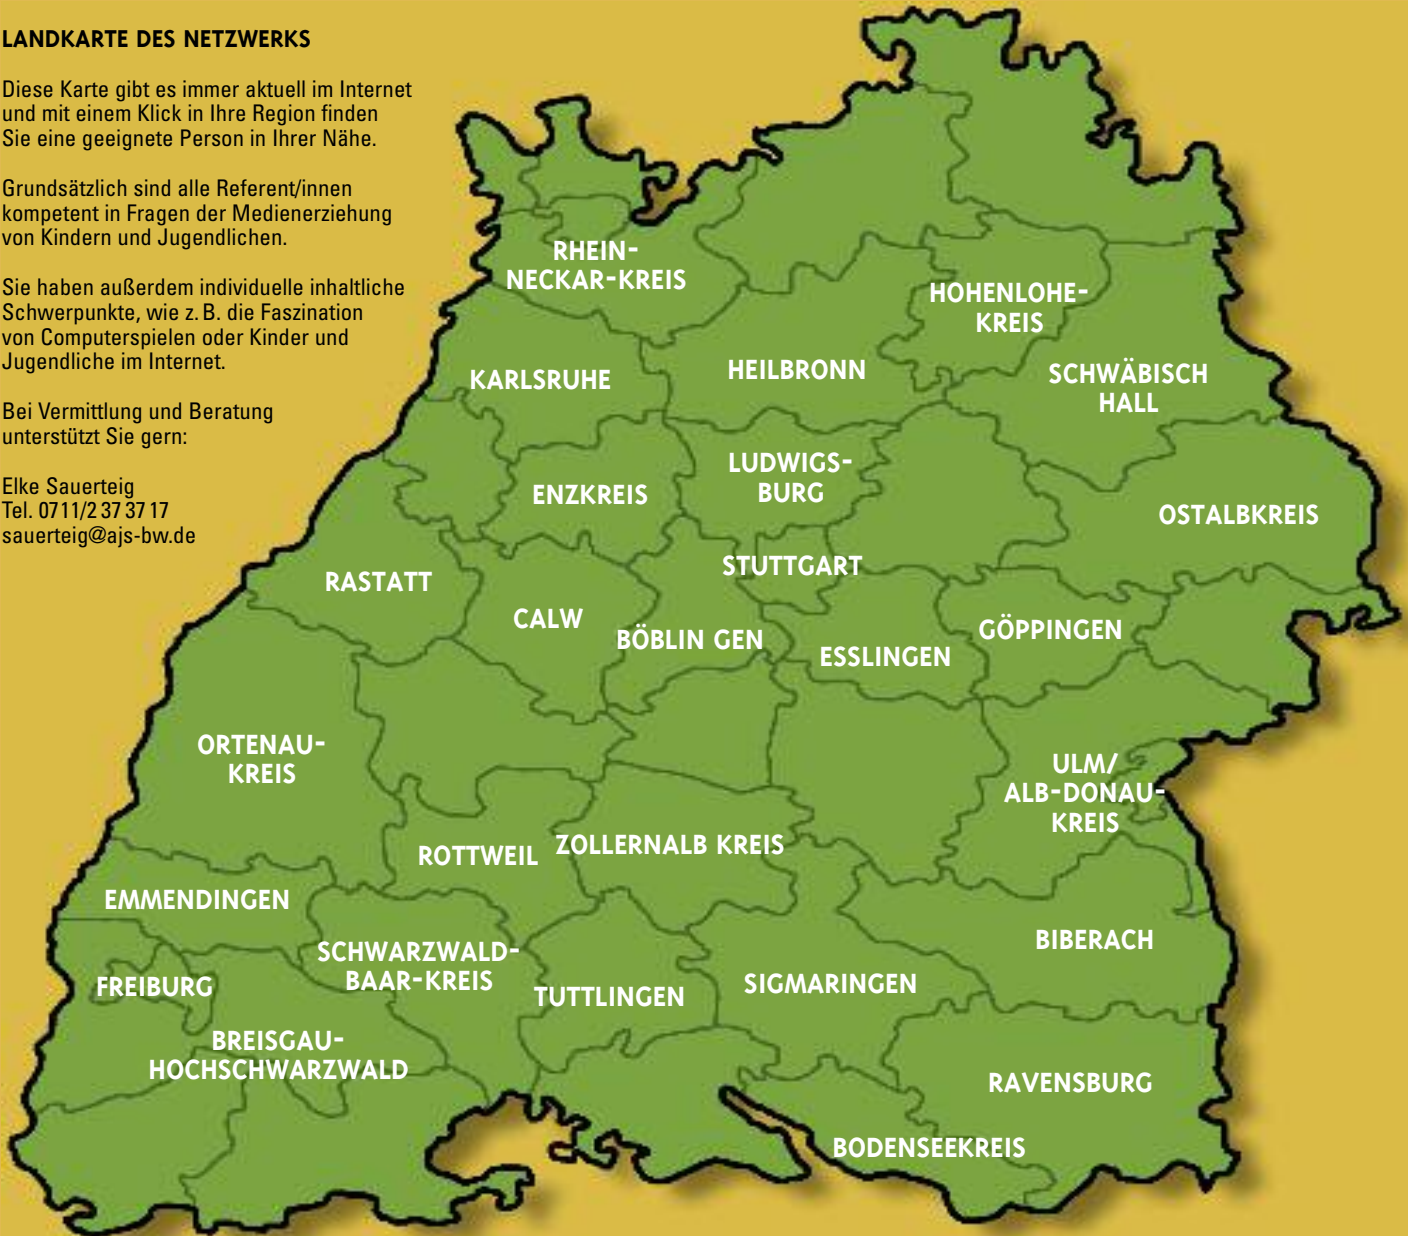 LANDKARTE DES NETZWERKS
Diese Karte gibt es immer aktuell im Internet
und mit einem Klick in Ihre Region finden
Sie eine geeignete Person in Ihrer Nähe.
Grundsätzlich sind alle Referent/innen
kompetent in Fragen der Medienerziehung
von Kindern und Jugendlichen.
Sie haben außerdem individuelle inhaltliche
Schwerpunkte, wie z. B. die Faszination
von Computerspielen oder Kinder und
Jugendliche im Internet.
Bei Vermittlung und Beratung
unterstützt Sie gern:
Elke Sauerteig
Tel. 0711/2 37 37 17
sauerteig@ajs-bw.de
RHEIN-
NECKAR-KREIS
HOHENLOHE-
KREIS
KARLSRUHE
HEILBRONN
SCHWÄBISCH
HALL
ENZKREIS
LUDWIGS-
BURG
OSTALBKREIS
RASTATT
STUTTGART
CALW
BÖBLIN GEN
ESSLINGEN
GÖPPINGEN
ORTENAU-
KREIS
ULM/
ALB-DONAU-
KREIS
ROTTWEIL
ZOLLERNALB KREIS
EMMENDINGEN
SCHWARZWALD-
BAAR-KREIS
BIBERACH
FREIBURG
TUTTLINGEN
SIGMARINGEN
BREISGAU-
HOCHSCHWARZWALD
RAVENSBURG
BODENSEEKREIS